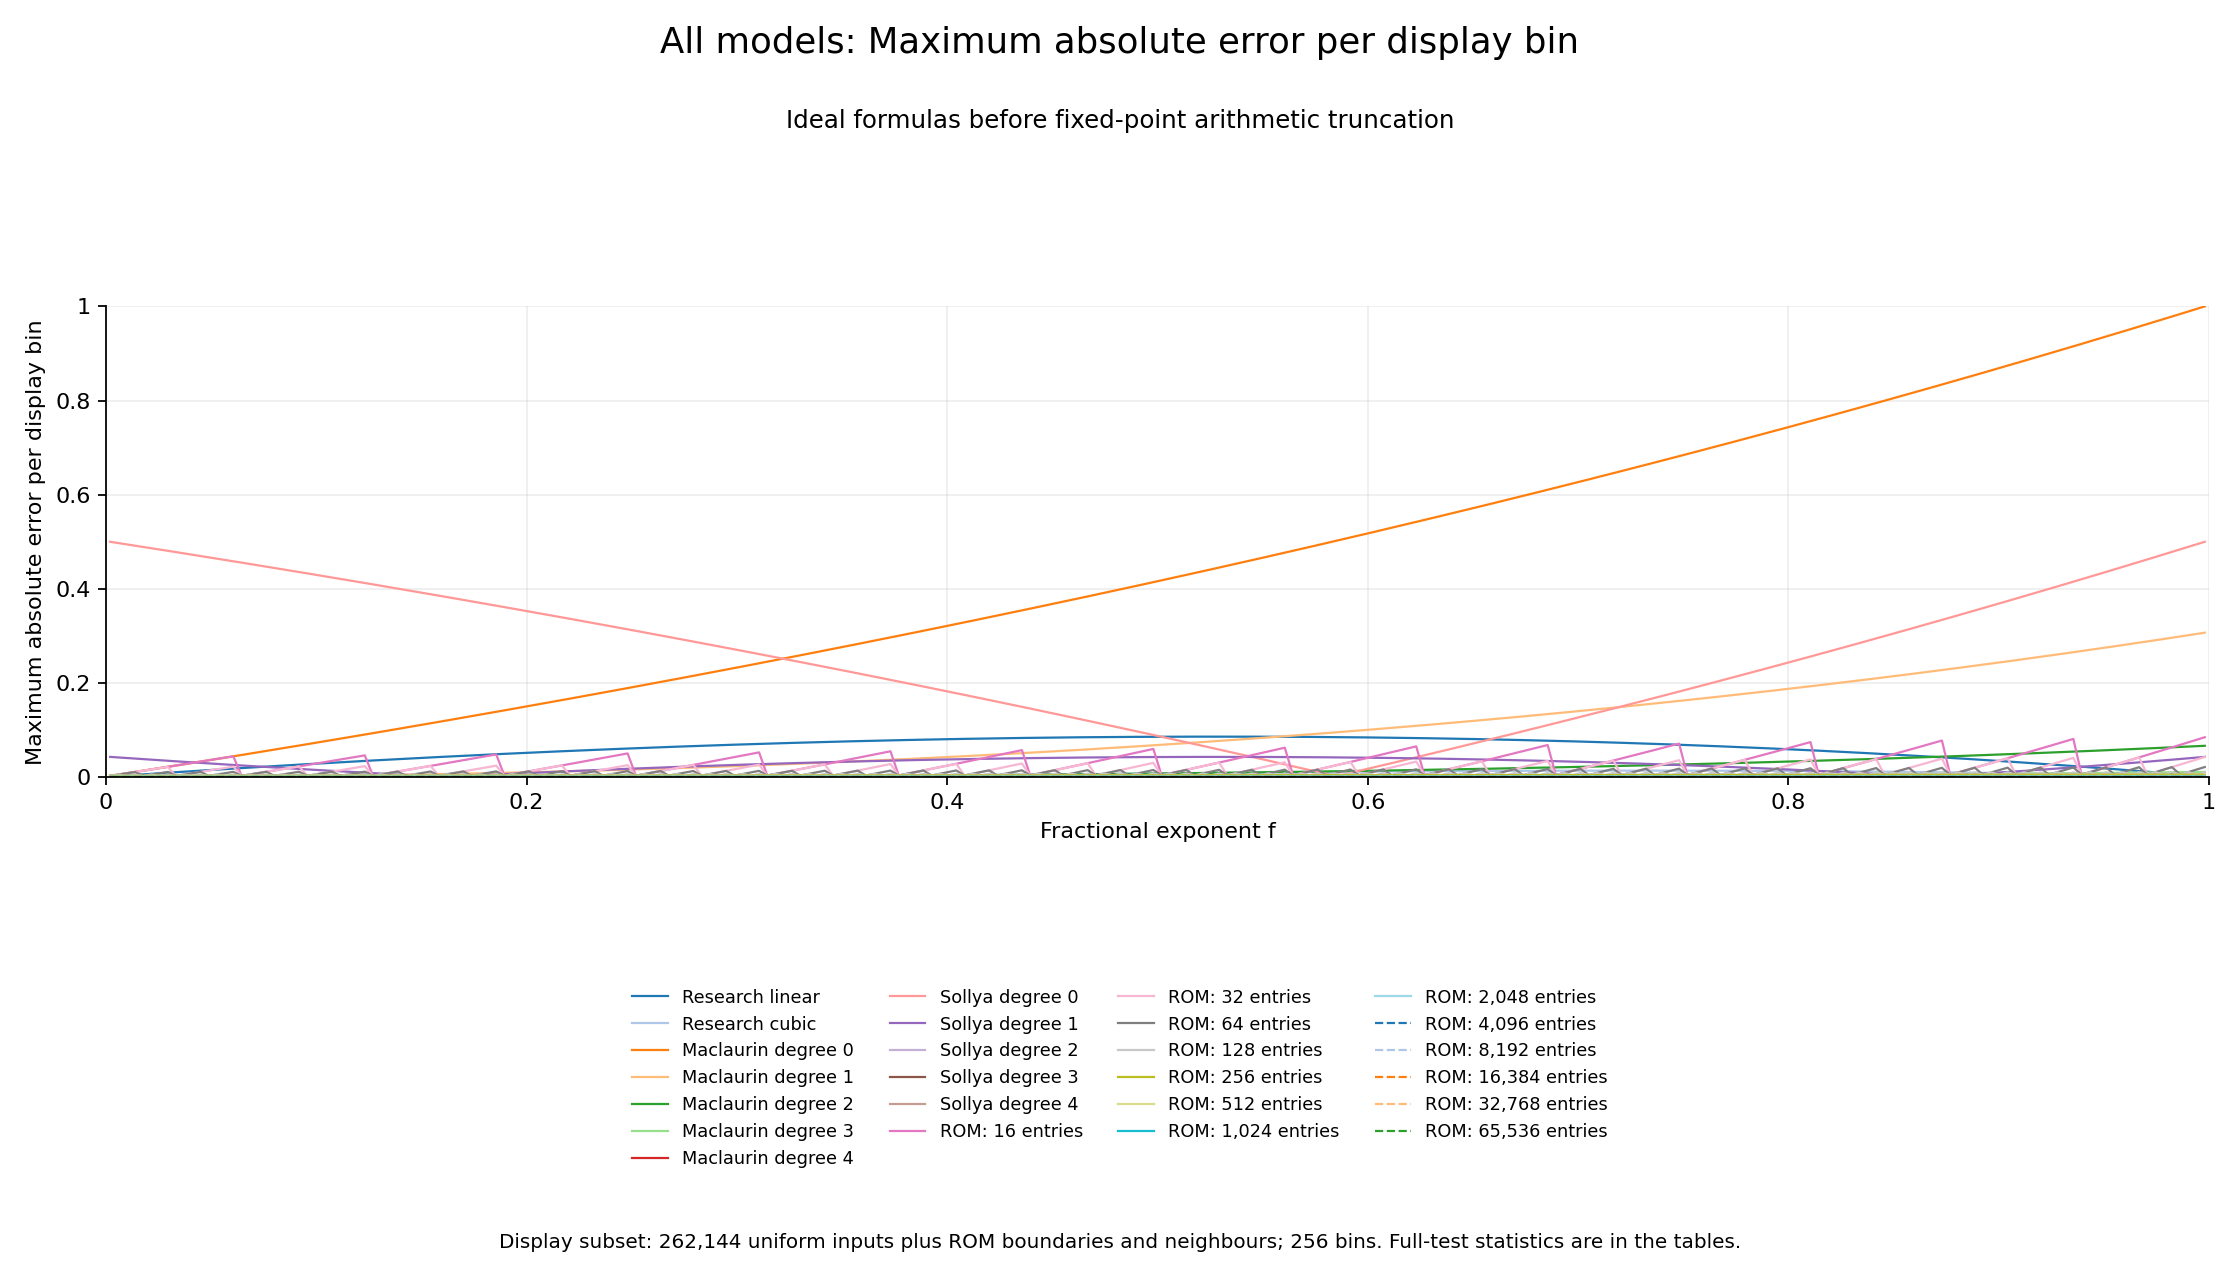 All models: Maximum absolute error per display bin
Ideal formulas before fixed-point arithmetic truncation
Maximum absolute error per display bin
1
0.8
0.6
0.4
0.2
0
0 0.2 0.4 0.6 0.8 1
Fractional exponent f
Research linear
Research cubic
Maclaurin degree 0
Maclaurin degree 1
Maclaurin degree 2
Maclaurin degree 3
Maclaurin degree 4
Sollya degree 0
Sollya degree 1
Sollya degree 2
Sollya degree 3
Sollya degree 4
ROM: 16 entries
ROM: 32 entries
ROM: 64 entries
ROM: 128 entries
ROM: 256 entries
ROM: 512 entries
ROM: 1,024 entries
ROM: 2,048 entries
ROM: 4,096 entries
ROM: 8,192 entries
ROM: 16,384 entries
ROM: 32,768 entries
ROM: 65,536 entries
Display subset: 262,144 uniform inputs plus ROM boundaries and neighbours; 256 bins. Full-test statistics are in the tables.